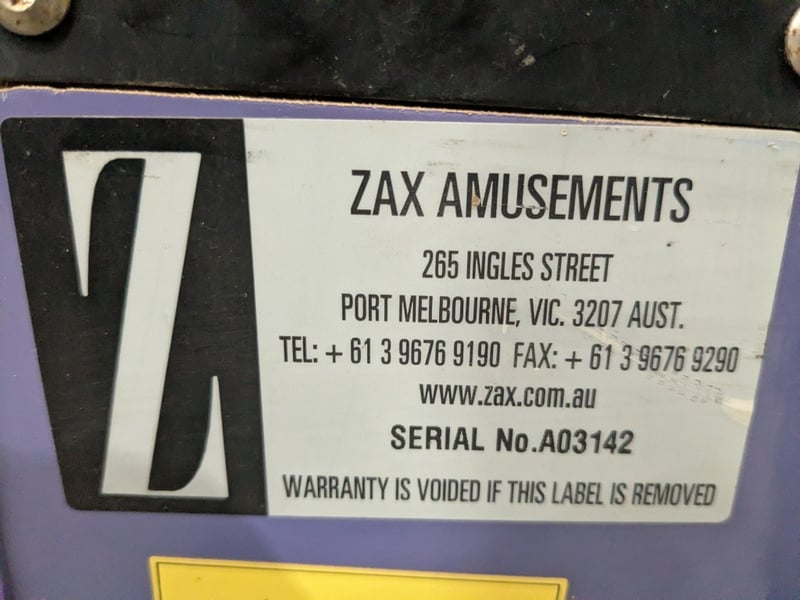 Z
ZAX AMUSEMENTS
265 INGLES STREET
PORT MELBOURNE, VIC. 3207 AUST.
TEL: + 61 3 9676 9190 FAX: + 61 3 9676 9290
www.zax.com.au
SERIAL No.A03142
WARRANTY IS VOIDED IF THIS LABEL IS REMOVED